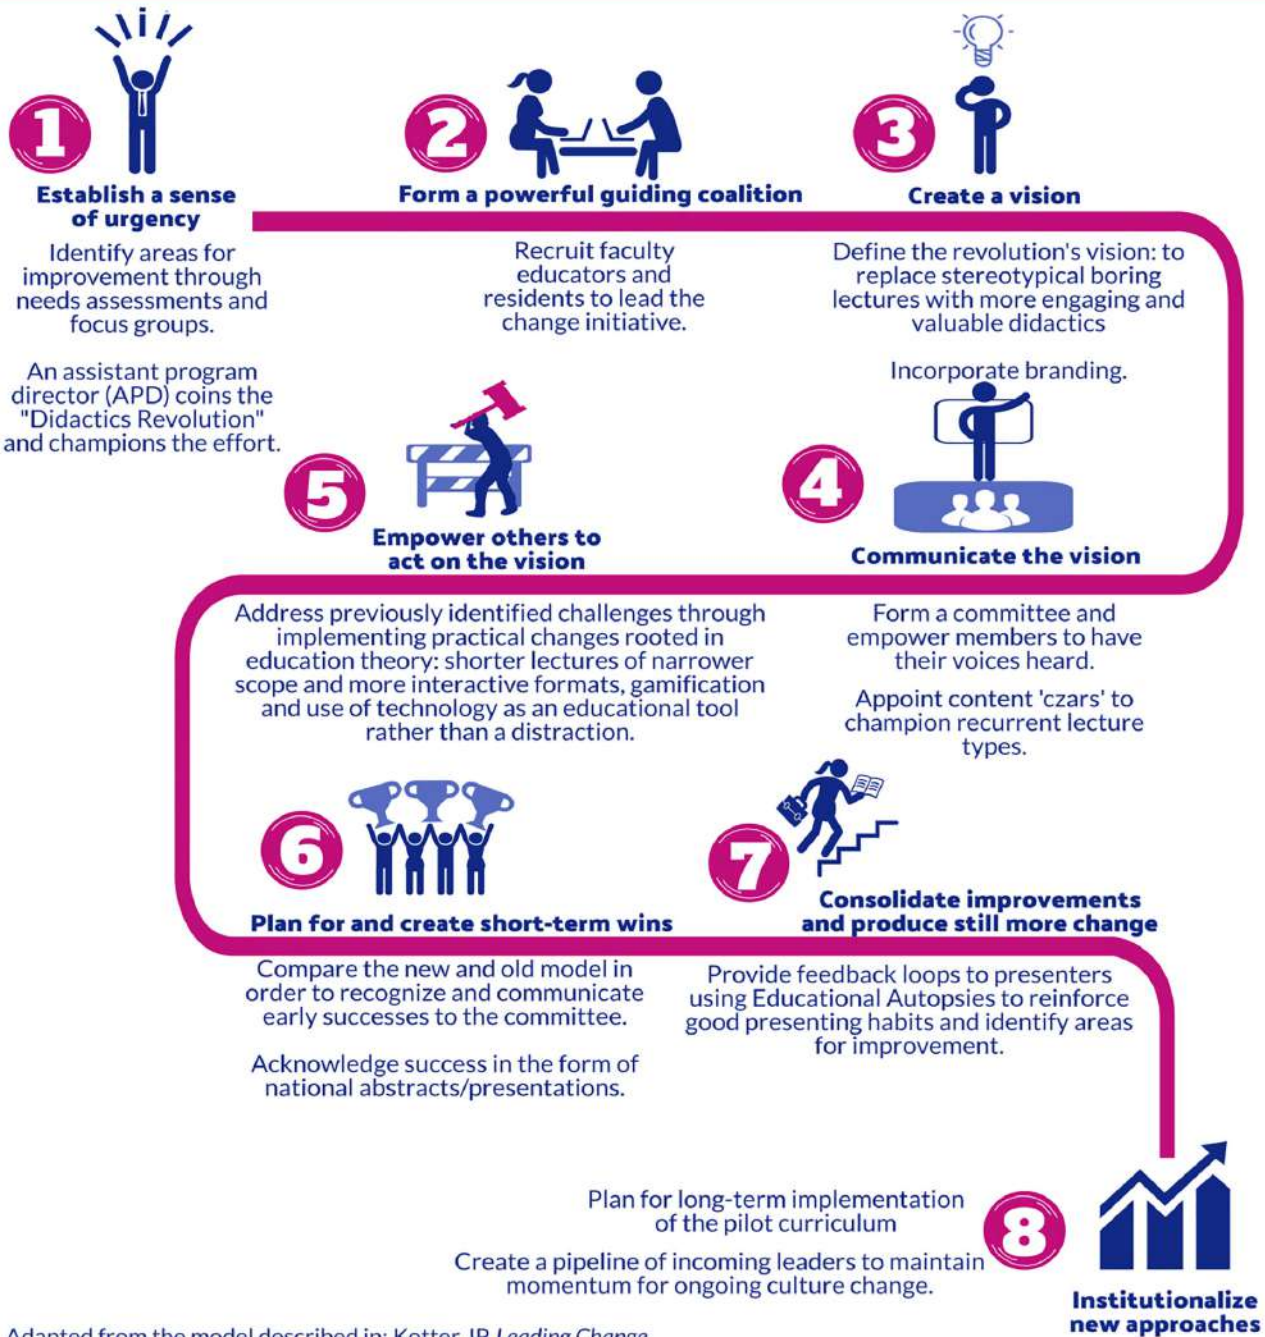 1
Establish a sense
of urgency
Identify areas for
improvement through
needs assessments and
focus groups.
An assistant program
director (APD) coins the
"Didactics Revolution"
and champions the effort.
2
Form a powerful guiding coalition
Recruit faculty
educators and
residents to lead the
change initiative.
3
Create a vision
Define the revolution's vision: to
replace stereotypical boring
lectures with more engaging and
valuable didactics
Incorporate branding.
4
Communicate the vision
Form a committee and
empower members to have
their voices heard.
Appoint content 'czars' to
champion recurrent lecture
types.
5
Empower others to
act on the vision
Address previously identified challenges through
implementing practical changes rooted in
education theory: shorter lectures of narrower
scope and more interactive formats, gamification
and use of technology as an educational tool
rather than a distraction.
6
Plan for and create short-term wins
Compare the new and old model in
order to recognize and communicate
early successes to the committee.
Acknowledge success in the form of
national abstracts/presentations.
7
Consolidate improvements
and produce still more change
Provide feedback loops to presenters
using Educational Autopsies to reinforce
good presenting habits and identify areas
for improvement.
8
Institutionalize
new approaches
Plan for long-term implementation
of the pilot curriculum
Create a pipeline of incoming leaders to maintain
momentum for ongoing culture change.
Adapted from the model described in: Kotter JP. Leading Change